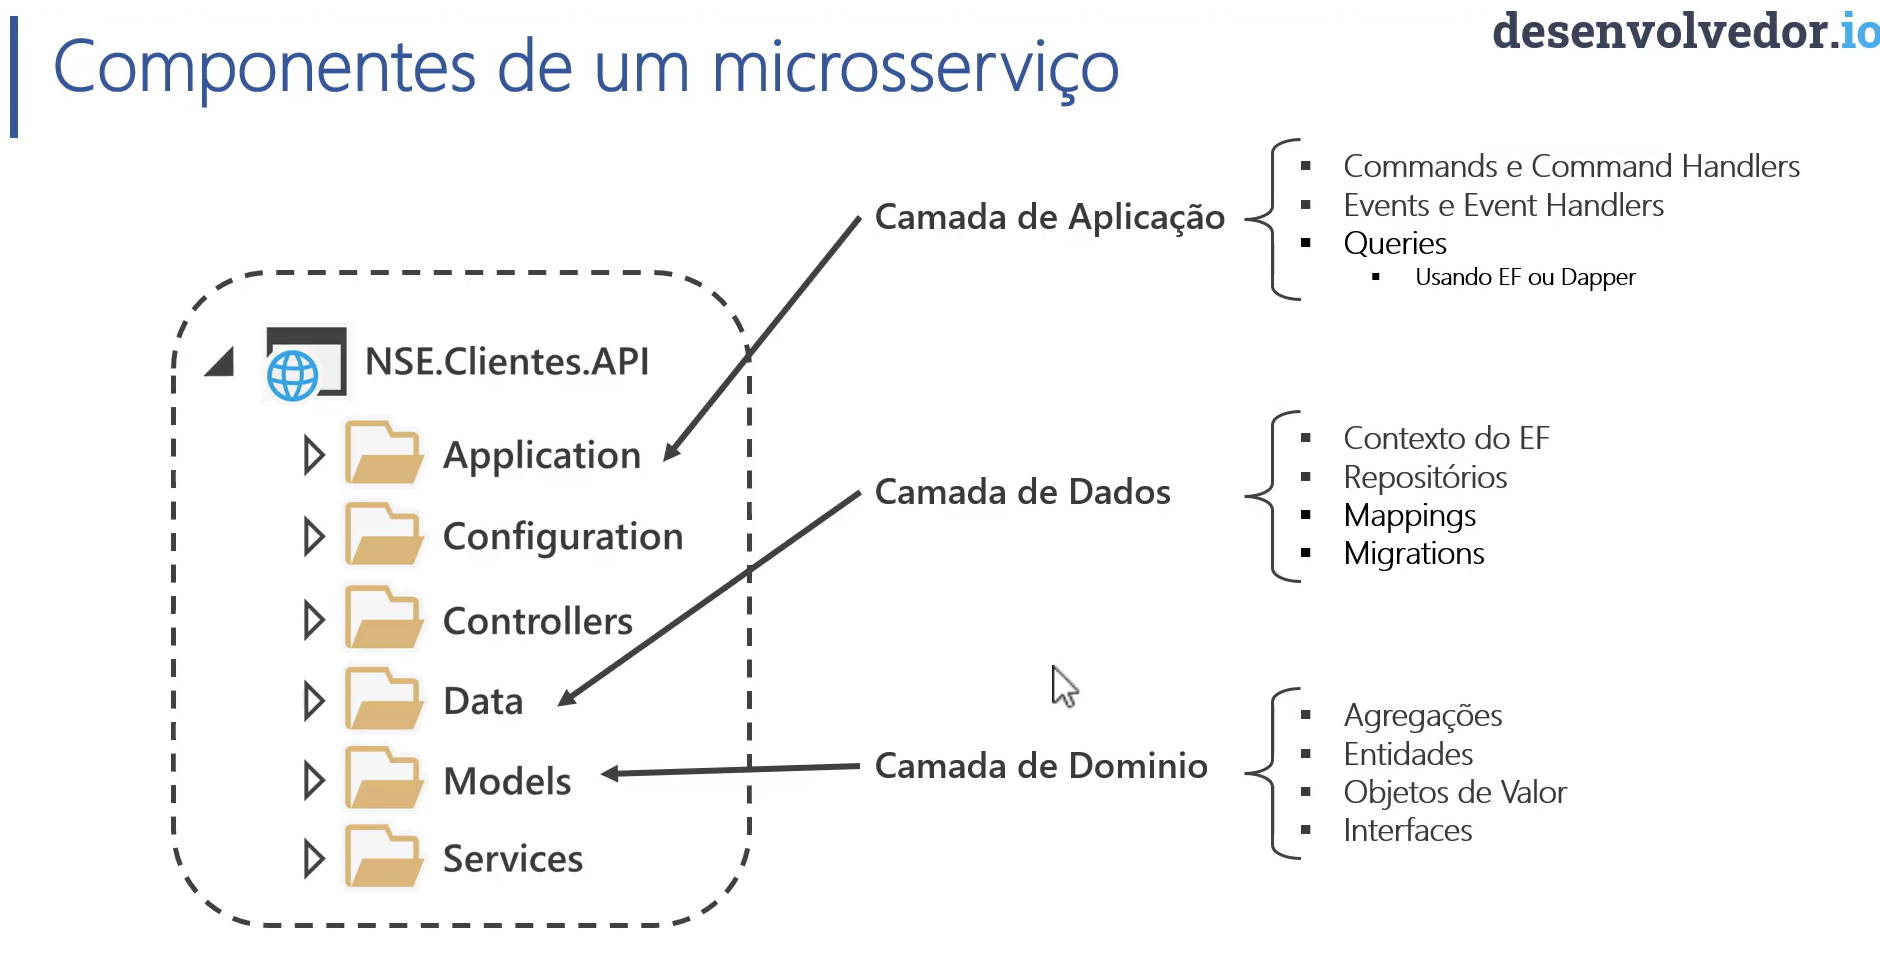 desenvolvedor.io
Componentes de um microsserviço
NSE.Clientes.API
Application
Configuration
Controllers
Data
Models
Services
Camada de Aplicação
Commands e Command Handlers
Events e Event Handlers
Queries
Usando EF ou Dapper
Camada de Dados
Contexto do EF
Repositórios
Mappings
Migrations
Camada de Dominio
Agregações
Entidades
Objetos de Valor
Interfaces